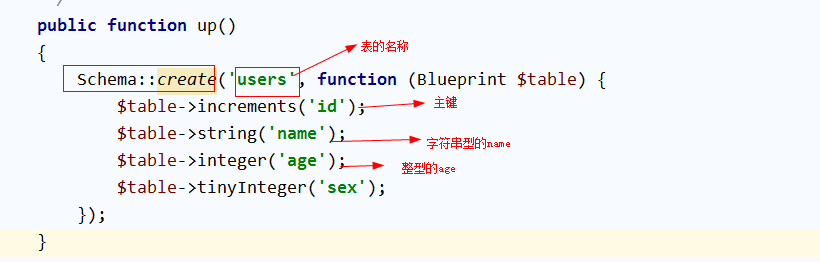 /
public function up()
{
表的名称
Schema::create('users', function (Blueprint $table) {
$table->increments('id');
主键
$table->string('name');
字符串型的name
$table->integer('age');
整型的age
$table->tinyInteger('sex');
});
}